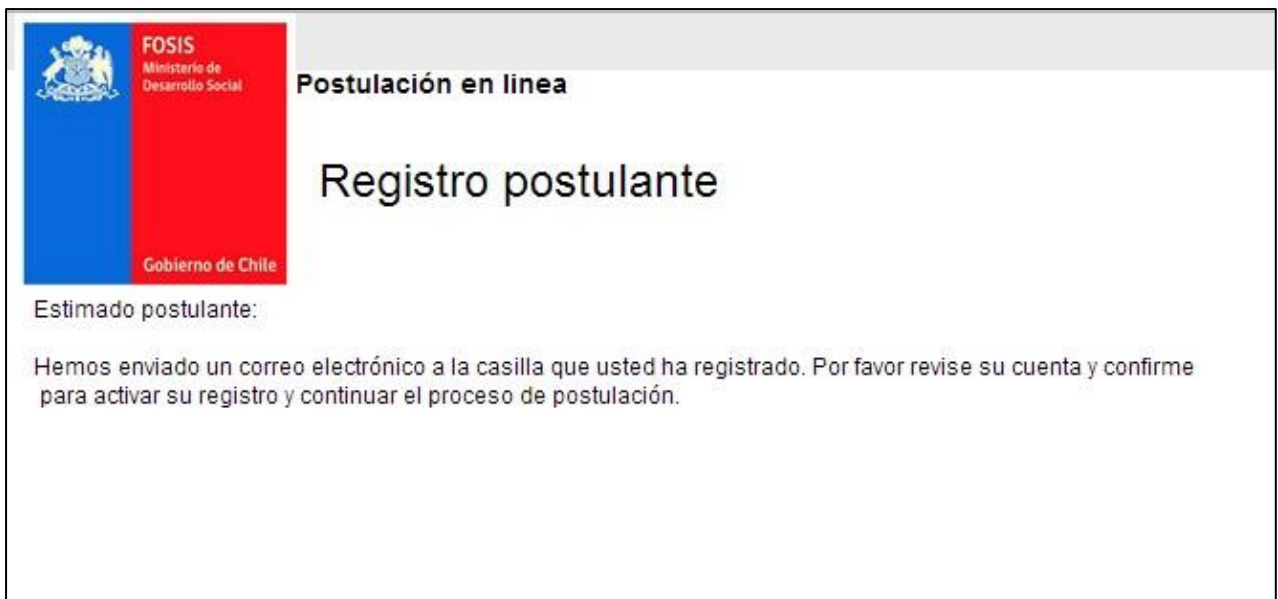 FOSIS
Ministerio de
Desarrollo Social
Gobierno de Chile
Postulación en linea
Registro postulante
Estimado postulante:
Hemos enviado un correo electrónico a la casilla que usted ha registrado. Por favor revise su cuenta y confirme
para activar su registro y continuar el proceso de postulación.